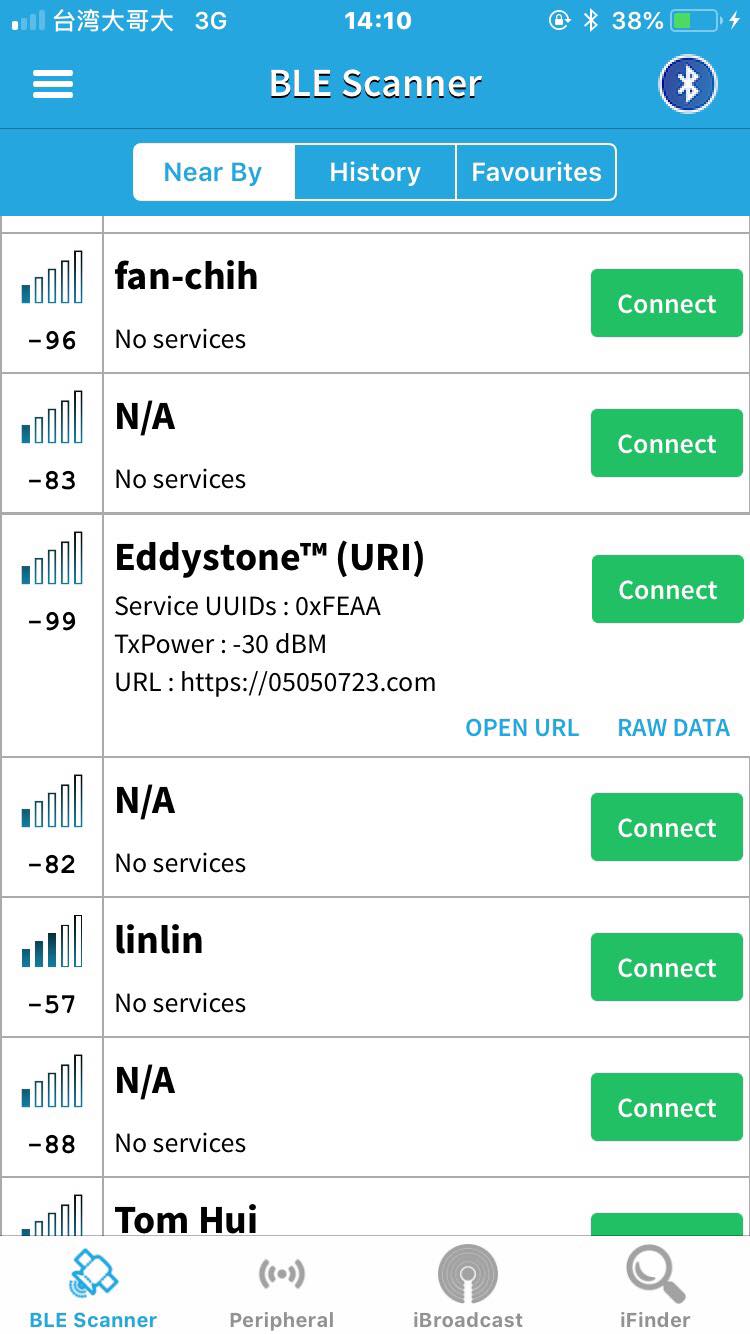 台湾大哥大 3G 14:10 38%
BLE Scanner
Near By History Favourites
fan-chih
Connect
-96 No services
N/A
Connect
-83 No services
Eddystone™ (URI)
Connect
Service UUIDs : 0xFEAA
-99
TxPower : -30 dBM
URL : https://05050723.com
OPEN URL RAW DATA
N/A
Connect
-82 No services
linlin
Connect
-57 No services
N/A
Connect
-88 No services
Tom Hui
BLE Scanner Peripheral iBroadcast iFinder